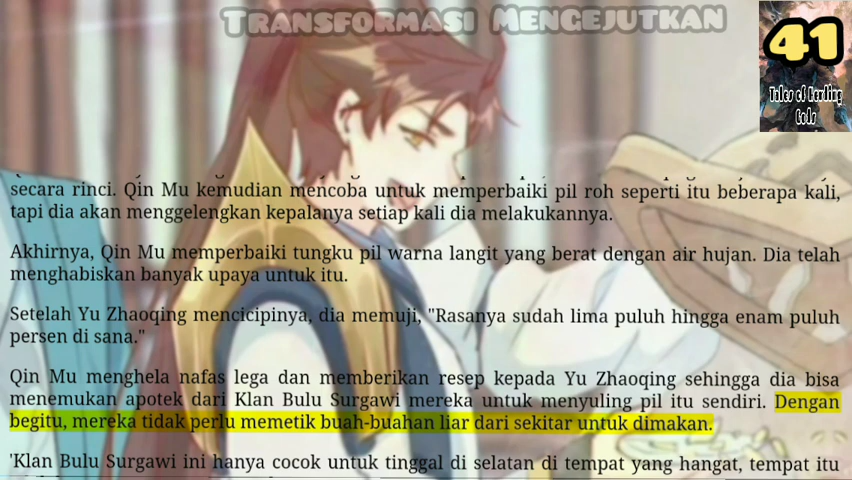 Transformasi Mengejutkan
41
Tales of Herding
Gods
secara rinci. Qin Mu kemudian mencoba untuk memperbaiki pil roh seperti itu beberapa kali,
tapi dia akan menggelengkan kepalanya setiap kali dia melakukannya.
Akhirnya, Qin Mu memperbaiki tungku pil warna langit yang berat dengan air hujan. Dia telah
menghabiskan banyak upaya untuk itu.
Setelah Yu Zhaoqing mencicipinya, dia memuji, "Rasanya sudah lima puluh hingga enam puluh
persen di sana."
Qin Mu menghela nafas lega dan memberikan resep kepada Yu Zhaoqing sehingga dia bisa
menemukan apotek dari Klan Bulu Surgawi mereka untuk menyuling pil itu sendiri. Dengan
begitu, mereka tidak perlu memetik buah-buahan liar dari sekitar untuk dimakan.
'Klan Bulu Surgawi ini hanya cocok untuk tinggal di selatan di tempat yang hangat, tempat itu